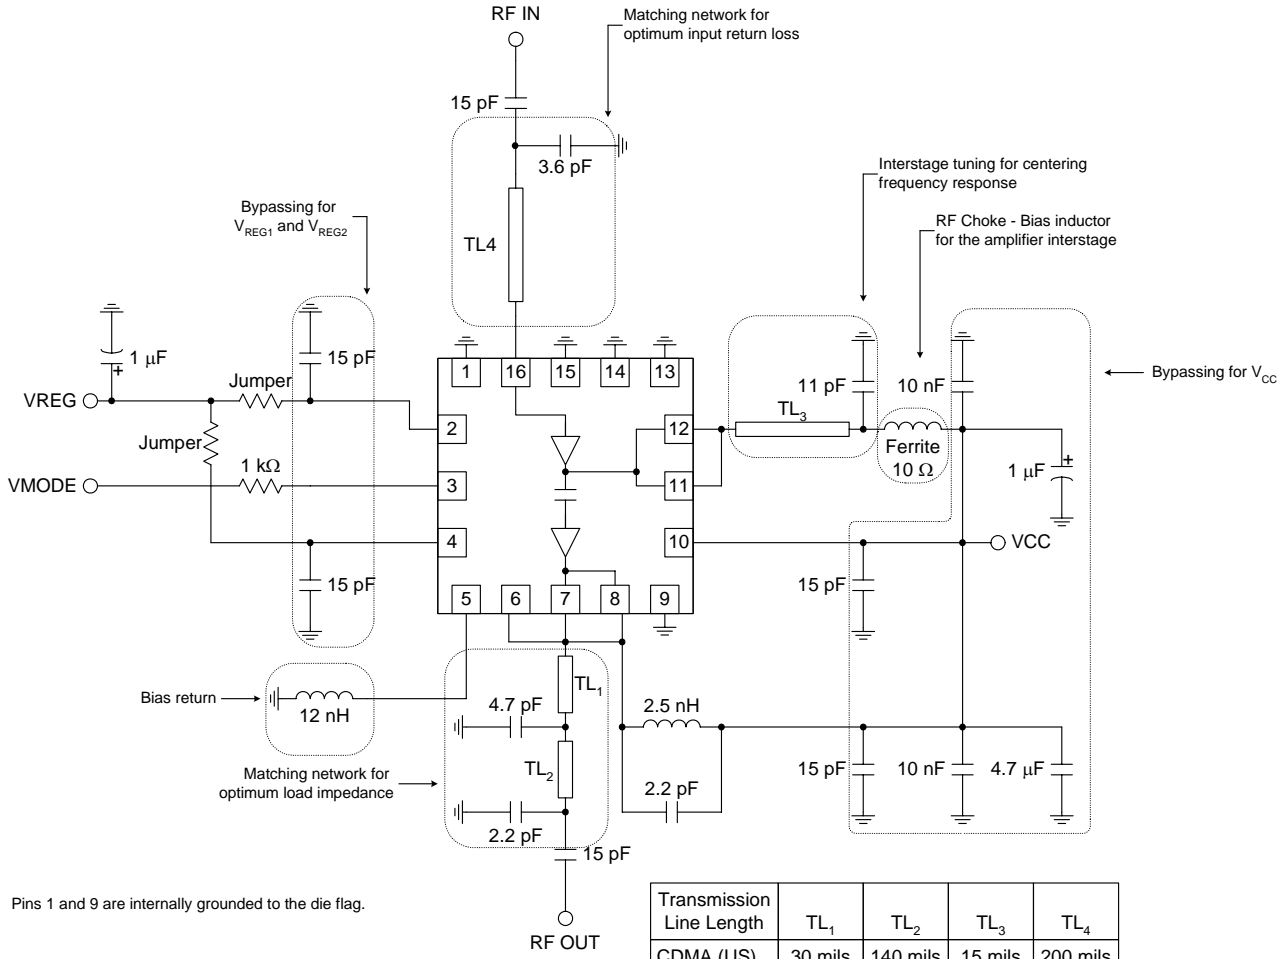 RF IN
Matching network for
optimum input return loss
15 pF
3.6 pF
Interstage tuning for centering
frequency response
Bypassing for
VREG1 and VREG2
RF Choke - Bias inductor
for the amplifier interstage
TL4
1 μF
15 pF
1
16
15
14
13
11 pF
10 nF
Bypassing for VCC
Jumper
VREG
TL3
2
12
Jumper
Ferrite
10 Ω
1 kΩ
1 μF
VMODE
3
11
4
10
VCC
15 pF
15 pF
5
6
7
8
9
Bias return
12 nH
TL1
4.7 pF
2.5 nH
Matching network for
optimum load impedance
TL2
15 pF
10 nF
4.7 μF
2.2 pF
2.2 pF
15 pF
Pins 1 and 9 are internally grounded to the die flag.
RF OUT
Transmission
Line Length
TL1
TL2
TL3
TL4
CDMA (US)
30 mils
140 mils
15 mils
200 mils